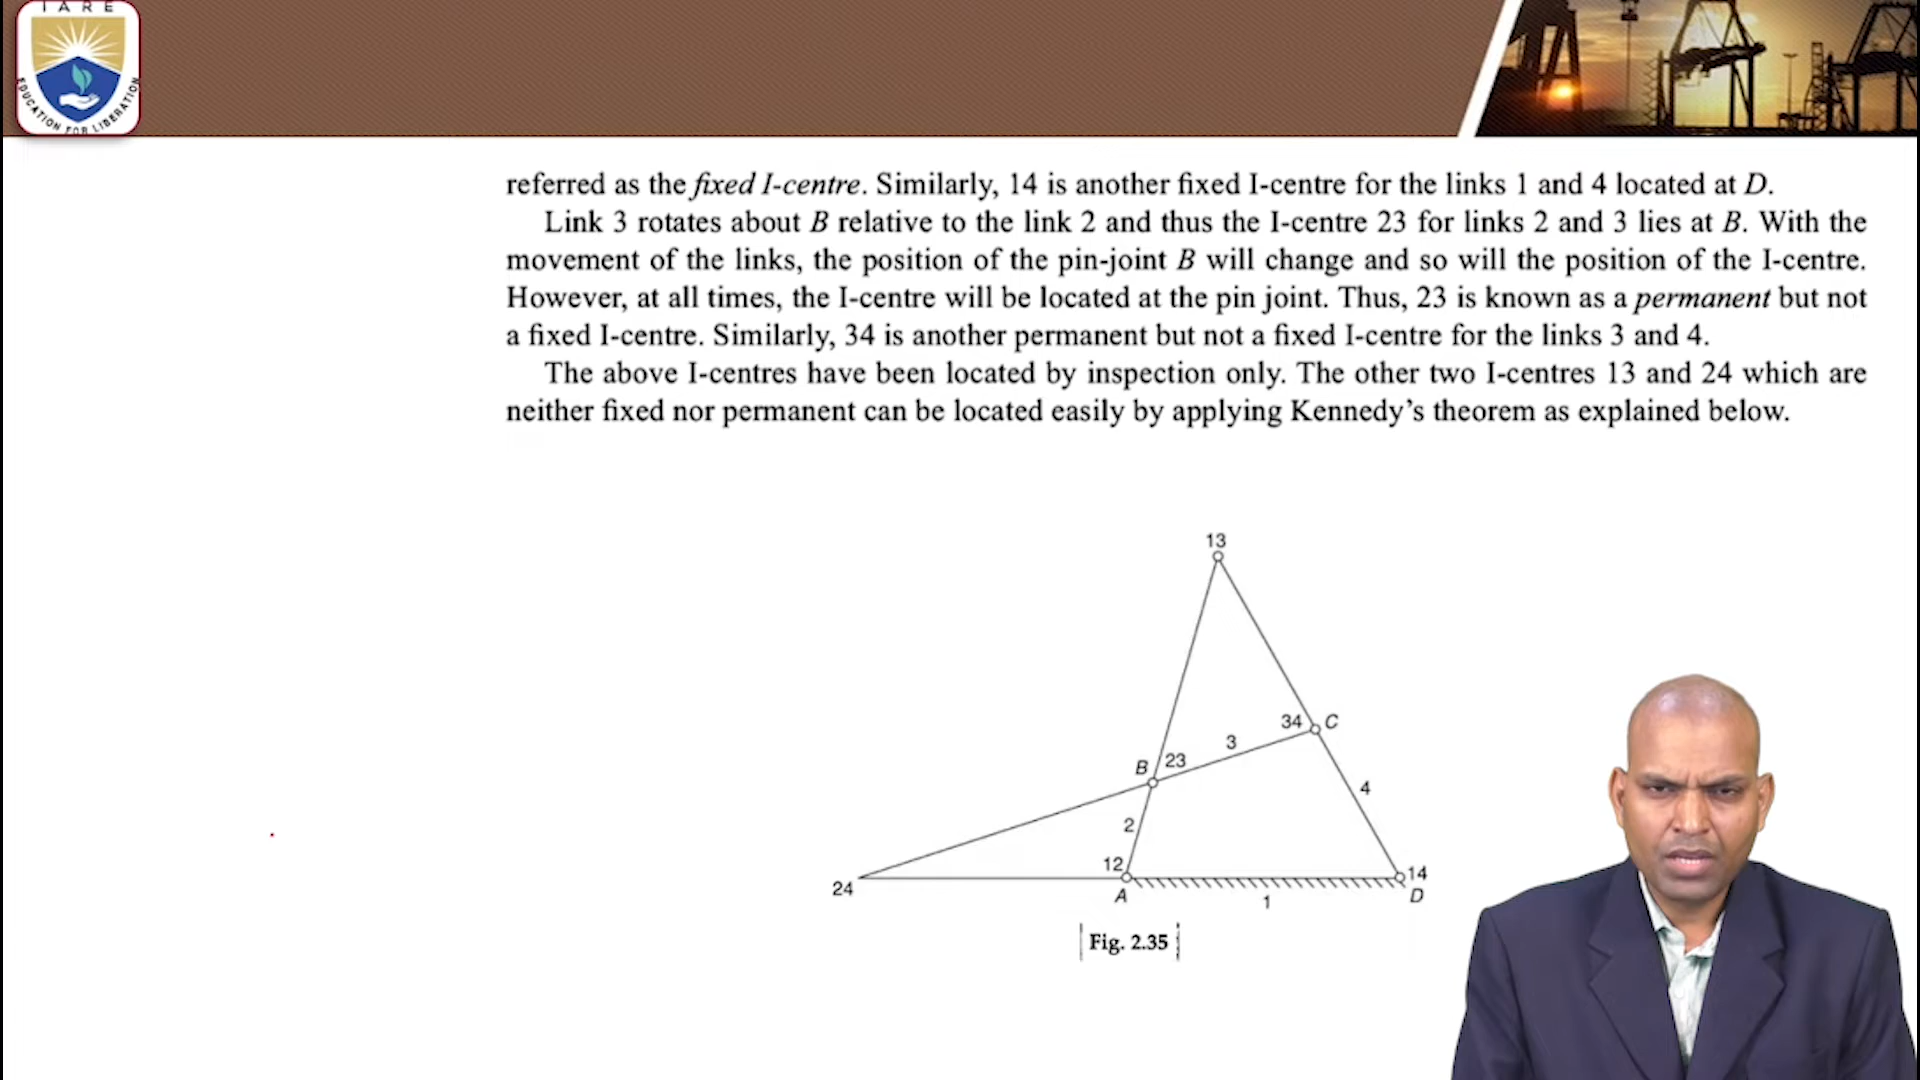 IARE
EDUCATION FOR LIBERATION
referred as the fixed I-centre. Similarly, 14 is another fixed I-centre for the links 1 and 4 located at D.
Link 3 rotates about B relative to the link 2 and thus the I-centre 23 for links 2 and 3 lies at B. With the
movement of the links, the position of the pin-joint B will change and so will the position of the I-centre.
However, at all times, the I-centre will be located at the pin joint. Thus, 23 is known as a permanent but not
a fixed I-centre. Similarly, 34 is another permanent but not a fixed I-centre for the links 3 and 4.
The above I-centres have been located by inspection only. The other two I-centres 13 and 24 which are
neither fixed nor permanent can be located easily by applying Kennedy's theorem as explained below.
13
34 C
3
B 23
4
2
12
14
24
A
D
1
Fig. 2.35